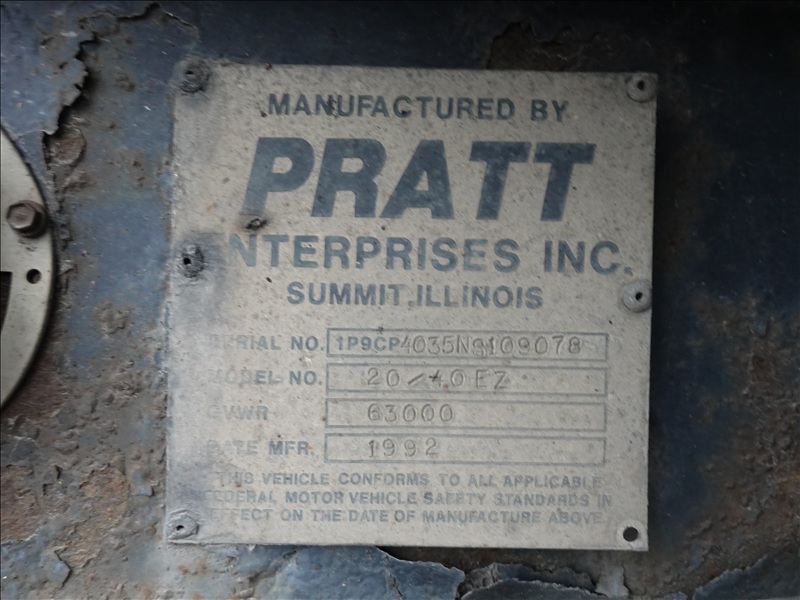 MANUFACTURED BY
PRATT
ENTERPRISES INC.
SUMMIT, ILLINOIS
SERIAL NO. 1P9CP4035NS109078
MODEL NO. 20/40EZ
GVWR 63000
DATE MFR. 1992
THIS VEHICLE CONFORMS TO ALL APPLICABLE
FEDERAL MOTOR VEHICLE SAFETY STANDARDS IN
EFFECT ON THE DATE OF MANUFACTURE ABOVE